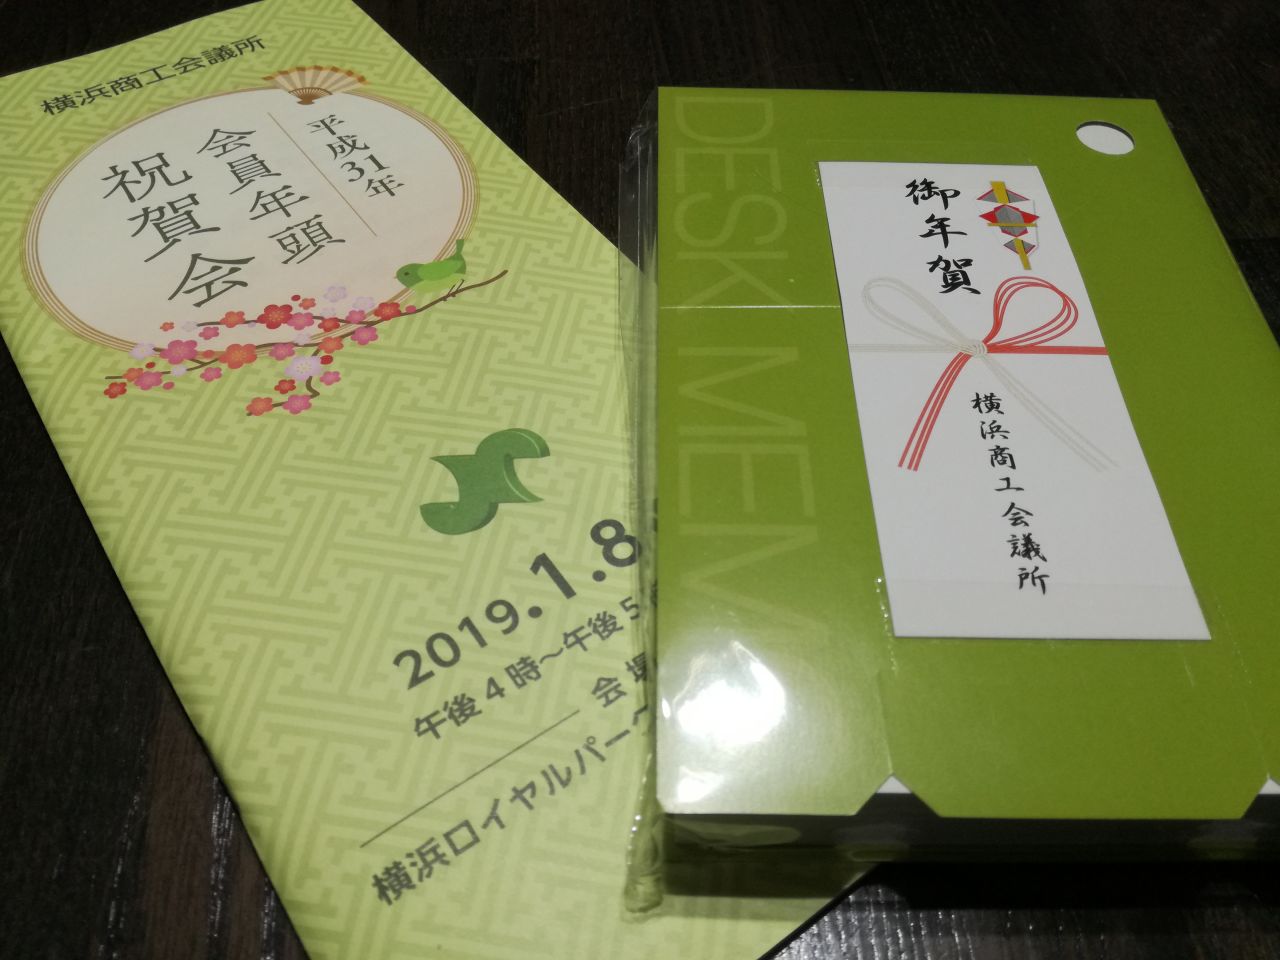 横浜商工会議所
平成31年
会員年頭
祝賀会
2019.1.8
午後4時〜午後5
会場
横浜ロイヤルパー
DESK MEM
御年賀
横浜商工会議所